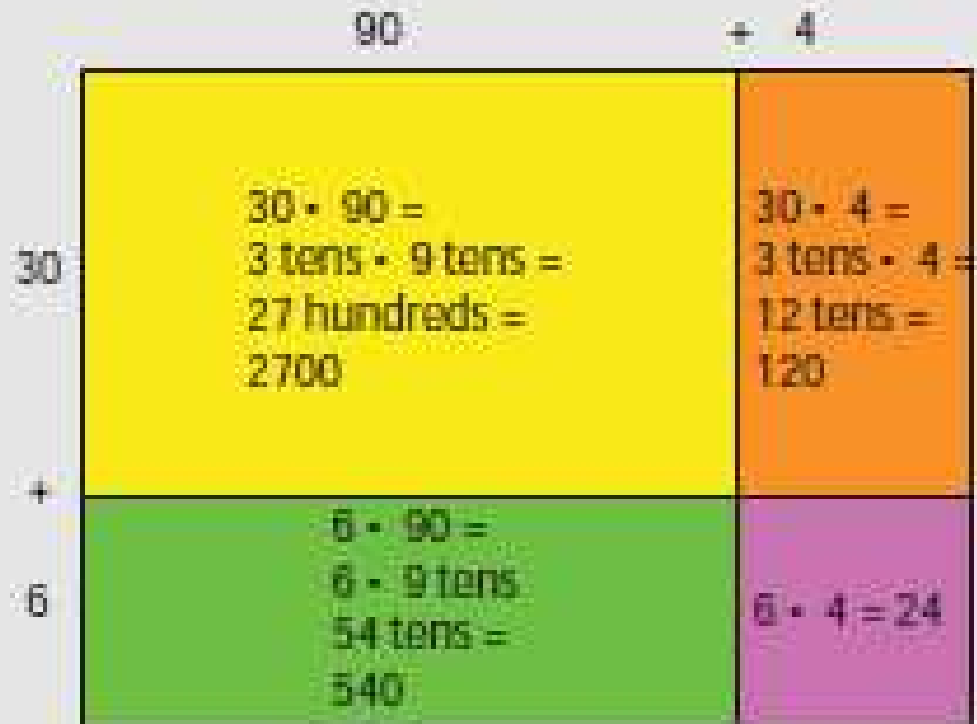 90 + 4
30
30 • 90 =
3 tens • 9 tens =
27 hundreds =
2700
30 • 4 =
3 tens • 4 =
12 tens =
120
+
6
6 • 90 =
6 • 9 tens
54 tens =
540
6 • 4 = 24